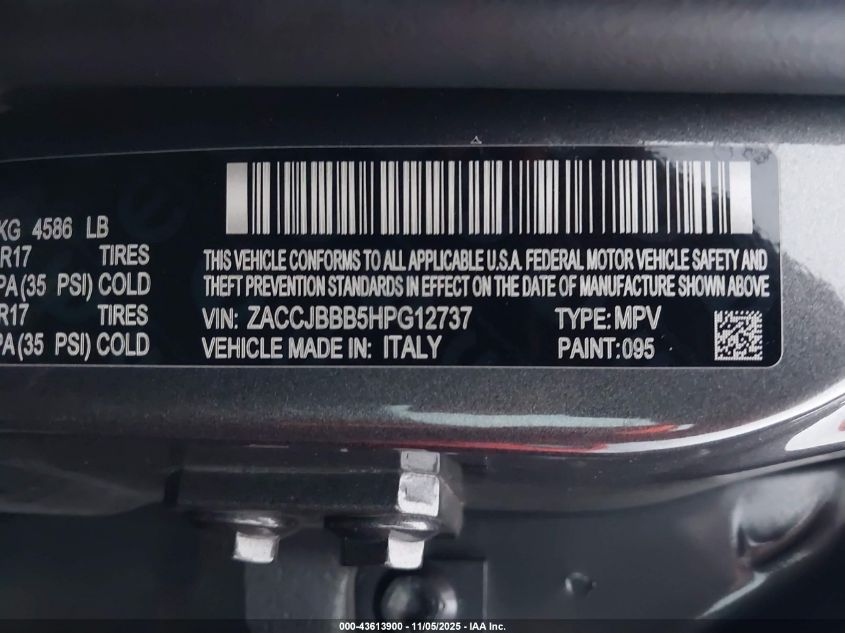 KG 4586 LB
R17 TIRES
PA(35 PSI) COLD
R17 TIRES
PA(35 PSI) COLD
THIS VEHICLE CONFORMS TO ALL APPLICABLE U.S.A. FEDERAL MOTOR VEHICLE SAFETY AND
THEFT PREVENTION STANDARDS IN EFFECT ON THE DATE OF MANUFACTURE SHOWN ABOVE
VIN: ZACCJBBB5HPG12737 TYPE: MPV
VEHICLE MADE IN: ITALY PAINT: 095
000-43613900 - 11/05/2025 - IAA Inc.